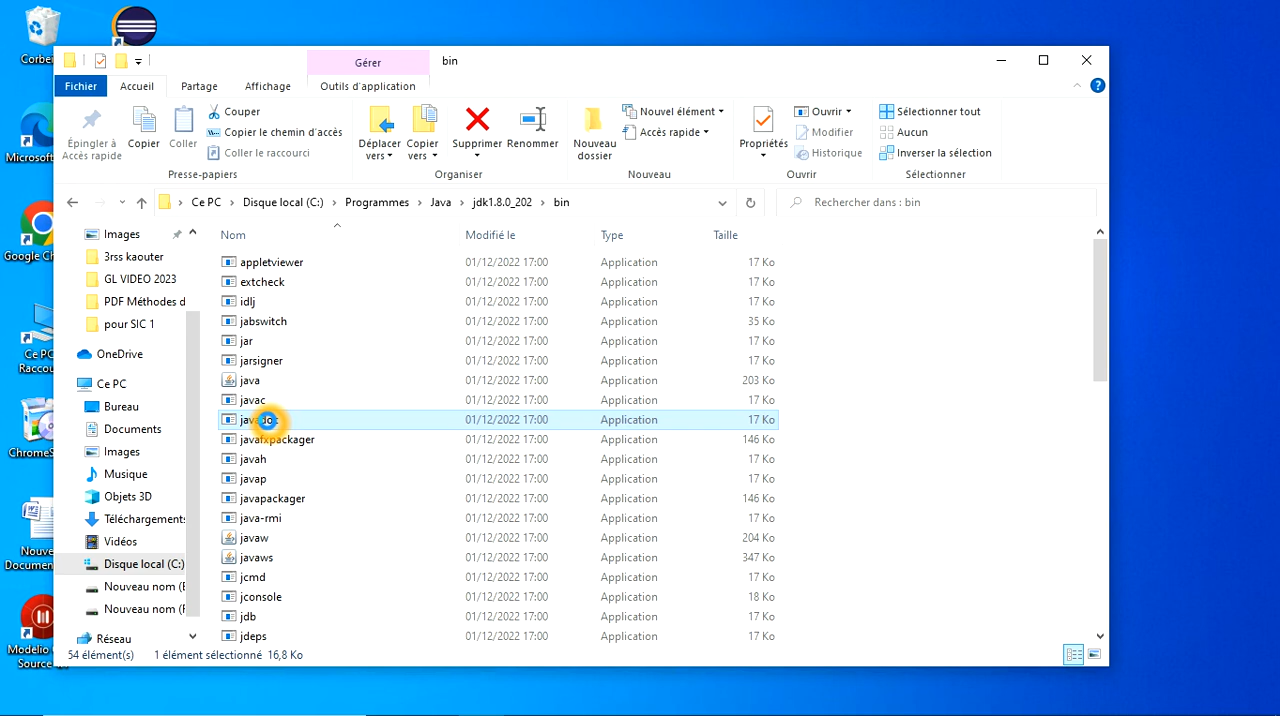 Gérer
bin
Fichier
Accueil
Partage
Affichage
Outils d'application
Épingler à
Accès rapide
Copier
Coller
Couper
Copier le chemin d'accès
Coller le raccourci
Presse-papiers
Déplacer
vers
Copier
vers
Supprimer
Renommer
Organiser
Nouveau
dossier
Nouvel élément
Accès rapide
Nouveau
Propriétés
Ouvrir
Modifier
Historique
Ouvrir
Sélectionner tout
Aucun
Inverser la sélection
Sélectionner
Ce PC > Disque local (C:) > Programmes > Java > jdk1.8.0_202 > bin
Rechercher dans : bin
Nom Modifié le Type Taille
appletviewer 01/12/2022 17:00 Application 17 Ko
extcheck 01/12/2022 17:00 Application 17 Ko
idlj 01/12/2022 17:00 Application 17 Ko
jabswitch 01/12/2022 17:00 Application 35 Ko
jar 01/12/2022 17:00 Application 17 Ko
jarsigner 01/12/2022 17:00 Application 17 Ko
java 01/12/2022 17:00 Application 203 Ko
javac 01/12/2022 17:00 Application 17 Ko
javadoc 01/12/2022 17:00 Application 17 Ko
javafxpackager 01/12/2022 17:00 Application 146 Ko
javah 01/12/2022 17:00 Application 17 Ko
javap 01/12/2022 17:00 Application 17 Ko
javapackager 01/12/2022 17:00 Application 146 Ko
java-rmi 01/12/2022 17:00 Application 17 Ko
javaw 01/12/2022 17:00 Application 204 Ko
javaws 01/12/2022 17:00 Application 347 Ko
jcmd 01/12/2022 17:00 Application 17 Ko
jconsole 01/12/2022 17:00 Application 18 Ko
jdb 01/12/2022 17:00 Application 17 Ko
jdeps 01/12/2022 17:00 Application 17 Ko
Images
3rss kaouter
GL VIDEO 2023
PDF Méthodes d
pour SIC 1
OneDrive
Ce PC
Bureau
Documents
Images
Musique
Objets 3D
Téléchargements
Vidéos
Disque local (C:)
Nouveau nom (E
Nouveau nom (F
Réseau
54 élément(s) 1 élément sélectionné 16,8 Ko
Corbei
Microsoft
Google Ch
Ce PC
Raccou
ChromeS
Nouve
Documen
Modelio
Source